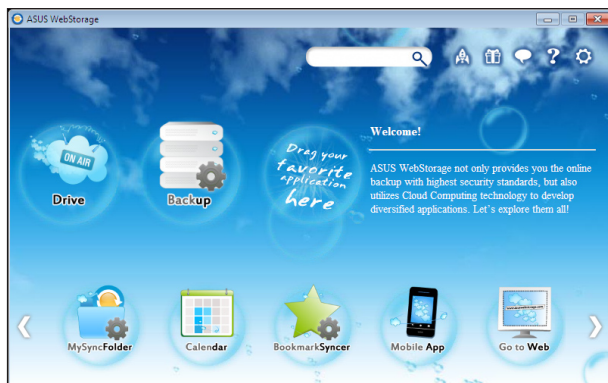 ASUS WebStorage
?
ON AIR
Drive
Backup
Drag your
favorite
application
here
Welcome!
ASUS WebStorage not only provides you the online
backup with highest security standards, but also
utilizes Cloud Computing technology to develop
diversified applications. Let's explore them all!
MySyncFolder
Calendar
BookmarkSyncer
Mobile App
Go to Web